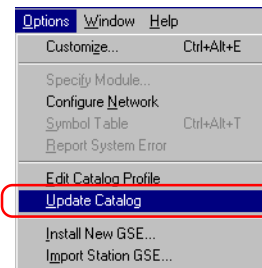 Options Window Help
Customize... Ctrl+Alt+E
Specify Module...
Configure Network
Symbol Table Ctrl+Alt+T
Report System Error
Edit Catalog Profile
Update Catalog
Install New GSE...
Import Station GSE...